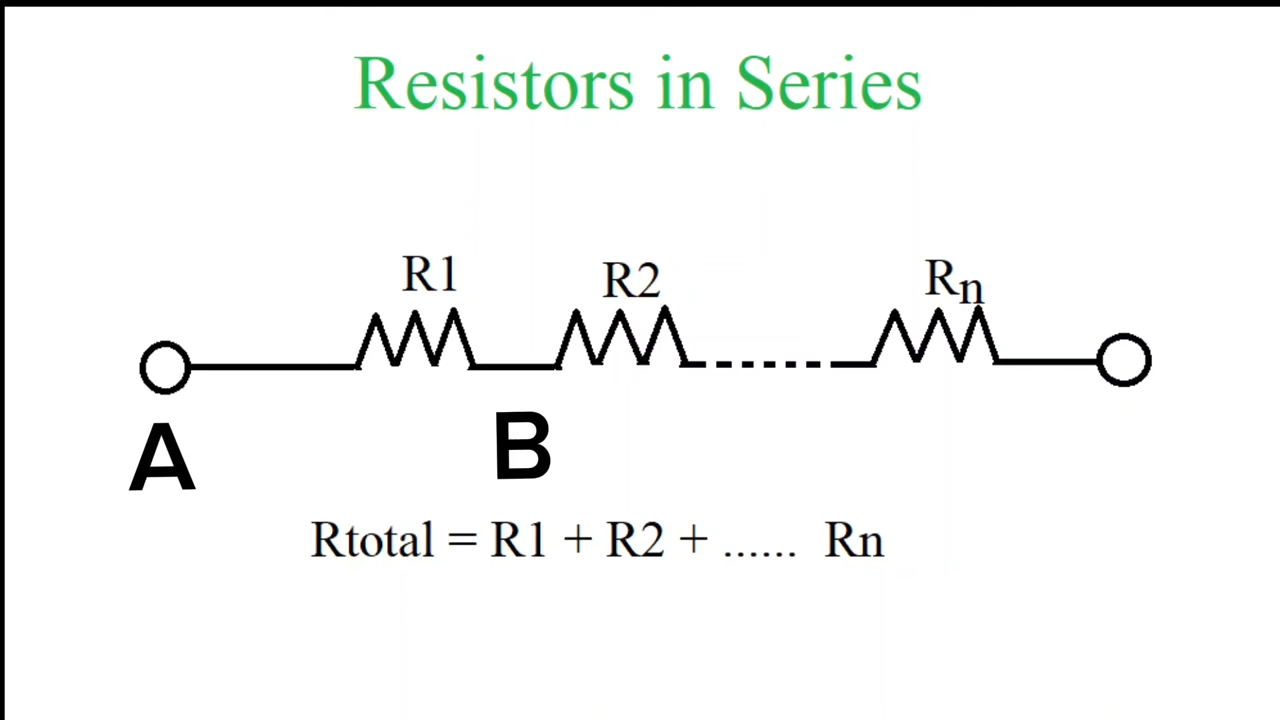 Resistors in Series
R1 R2 Rn
A B
Rtotal = R1 + R2 + ...... Rn